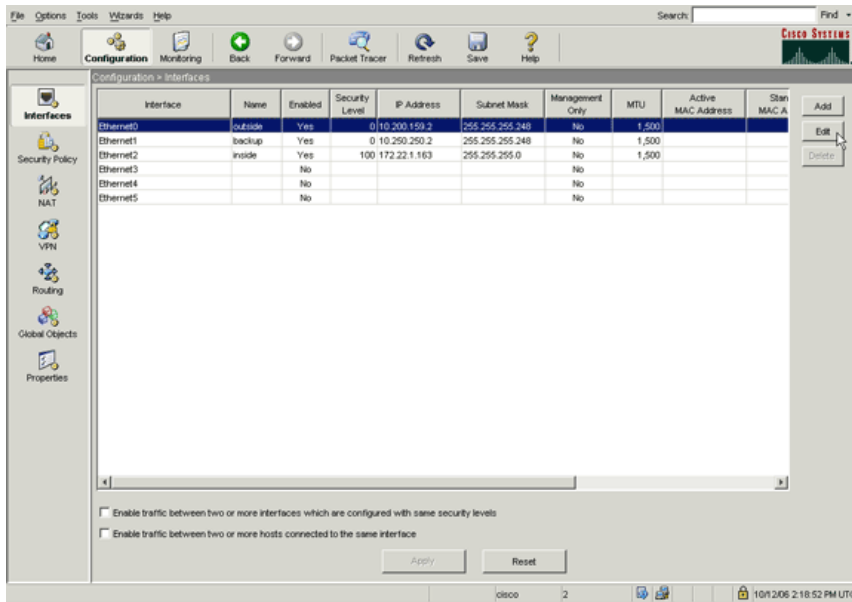 File Options Tools Wizards Help Search: Find
Home Configuration Monitoring Back Forward Packet Tracer Refresh Save Help
CISCO SYSTEMS
Configuration > Interfaces
Interfaces
Security Policy
NAT
VPN
Routing
Global Objects
Properties
Interface Name Enabled Security Level IP Address Subnet Mask Management Only MTU Active MAC Address Stan MAC A
Ethernet0 outside Yes 0 10.200.159.2 255.255.255.248 No 1,500
Ethernet1 backup Yes 0 10.250.250.2 255.255.255.248 No 1,500
Ethernet2 inside Yes 100 172.22.1.163 255.255.255.0 No 1,500
Ethernet3 No No
Ethernet4 No No
Ethernet5 No No
Add
Edit
Delete
Enable traffic between two or more interfaces which are configured with same security levels
Enable traffic between two or more hosts connected to the same interface
Apply Reset
cisco 2 10/12/06 2:18:52 PM UTC